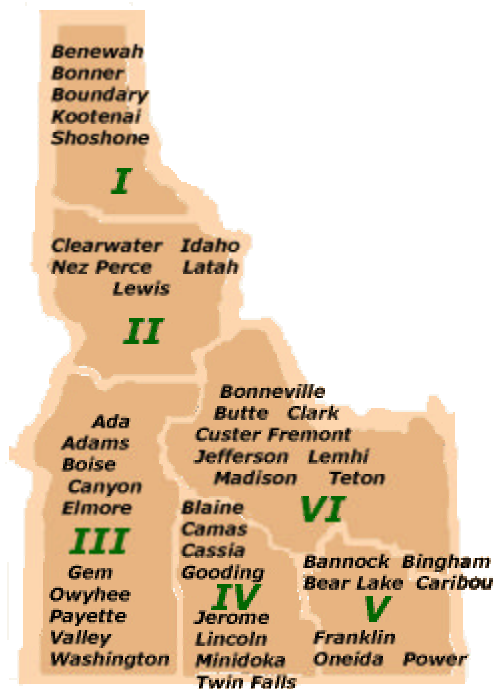 Benewah
Bonner
Boundary
Kootenai
Shoshone
I
Clearwater Idaho
Nez Perce Latah
Lewis
II
Bonneville
Butte Clark
Custer Fremont
Jefferson Lemhi
Madison Teton
VI
Ada
Adams
Boise
Canyon
Elmore
III
Gem
Owyhee
Payette
Valley
Washington
Blaine
Camas
Cassia
Gooding
IV
Jerome
Lincoln
Minidoka
Twin Falls
Bannock Bingham
Bear Lake Caribou
V
Franklin
Oneida Power